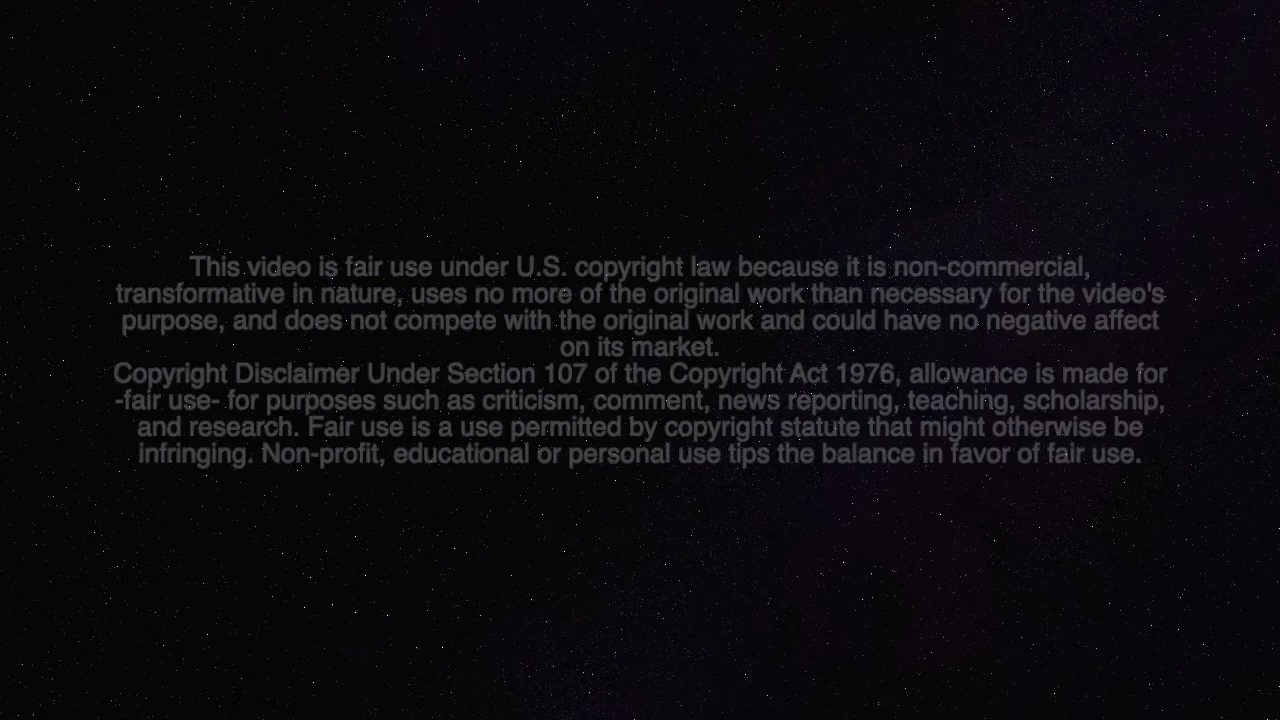 This video is fair use under U.S. copyright law because it is non-commercial,
transformative in nature, uses no more of the original work than necessary for the video's
purpose, and does not compete with the original work and could have no negative affect
on its market.
Copyright Disclaimer Under Section 107 of the Copyright Act 1976, allowance is made for
-fair use- for purposes such as criticism, comment, news reporting, teaching, scholarship,
and research. Fair use is a use permitted by copyright statute that might otherwise be
infringing. Non-profit, educational or personal use tips the balance in favor of fair use.